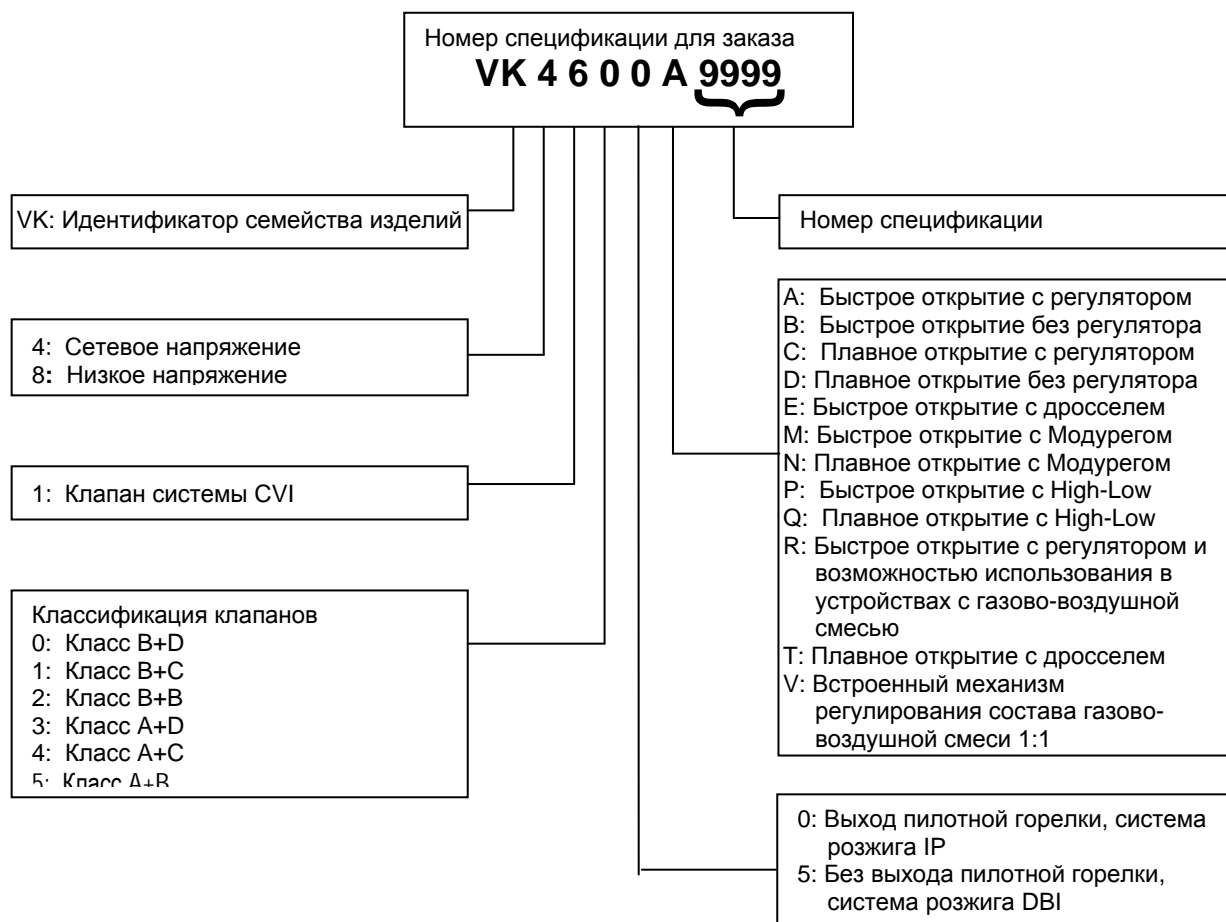 Номер спецификации для заказа
VK 4 6 0 0 A 9999
VK: Идентификатор семейства изделий
4: Сетевое напряжение
8: Низкое напряжение
1: Клапан системы CVI
Классификация клапанов
0: Класс B+D
1: Класс B+C
2: Класс B+B
3: Класс A+D
4: Класс A+C
5: Класс A+B
Номер спецификации
A: Быстрое открытие с регулятором
B: Быстрое открытие без регулятора
C: Плавное открытие с регулятором
D: Плавное открытие без регулятора
E: Быстрое открытие с дросселем
M: Быстрое открытие с Модурегом
N: Плавное открытие с Модурегом
P: Быстрое открытие с High-Low
Q: Плавное открытие с High-Low
R: Быстрое открытие с регулятором и
возможностью использования в
устройствах с газово-воздушной
смесью
T: Плавное открытие с дросселем
V: Встроенный механизм
регулирования состава газово-
воздушной смеси 1:1
0: Выход пилотной горелки, система
розжига IP
5: Без выхода пилотной горелки,
система розжига DBI